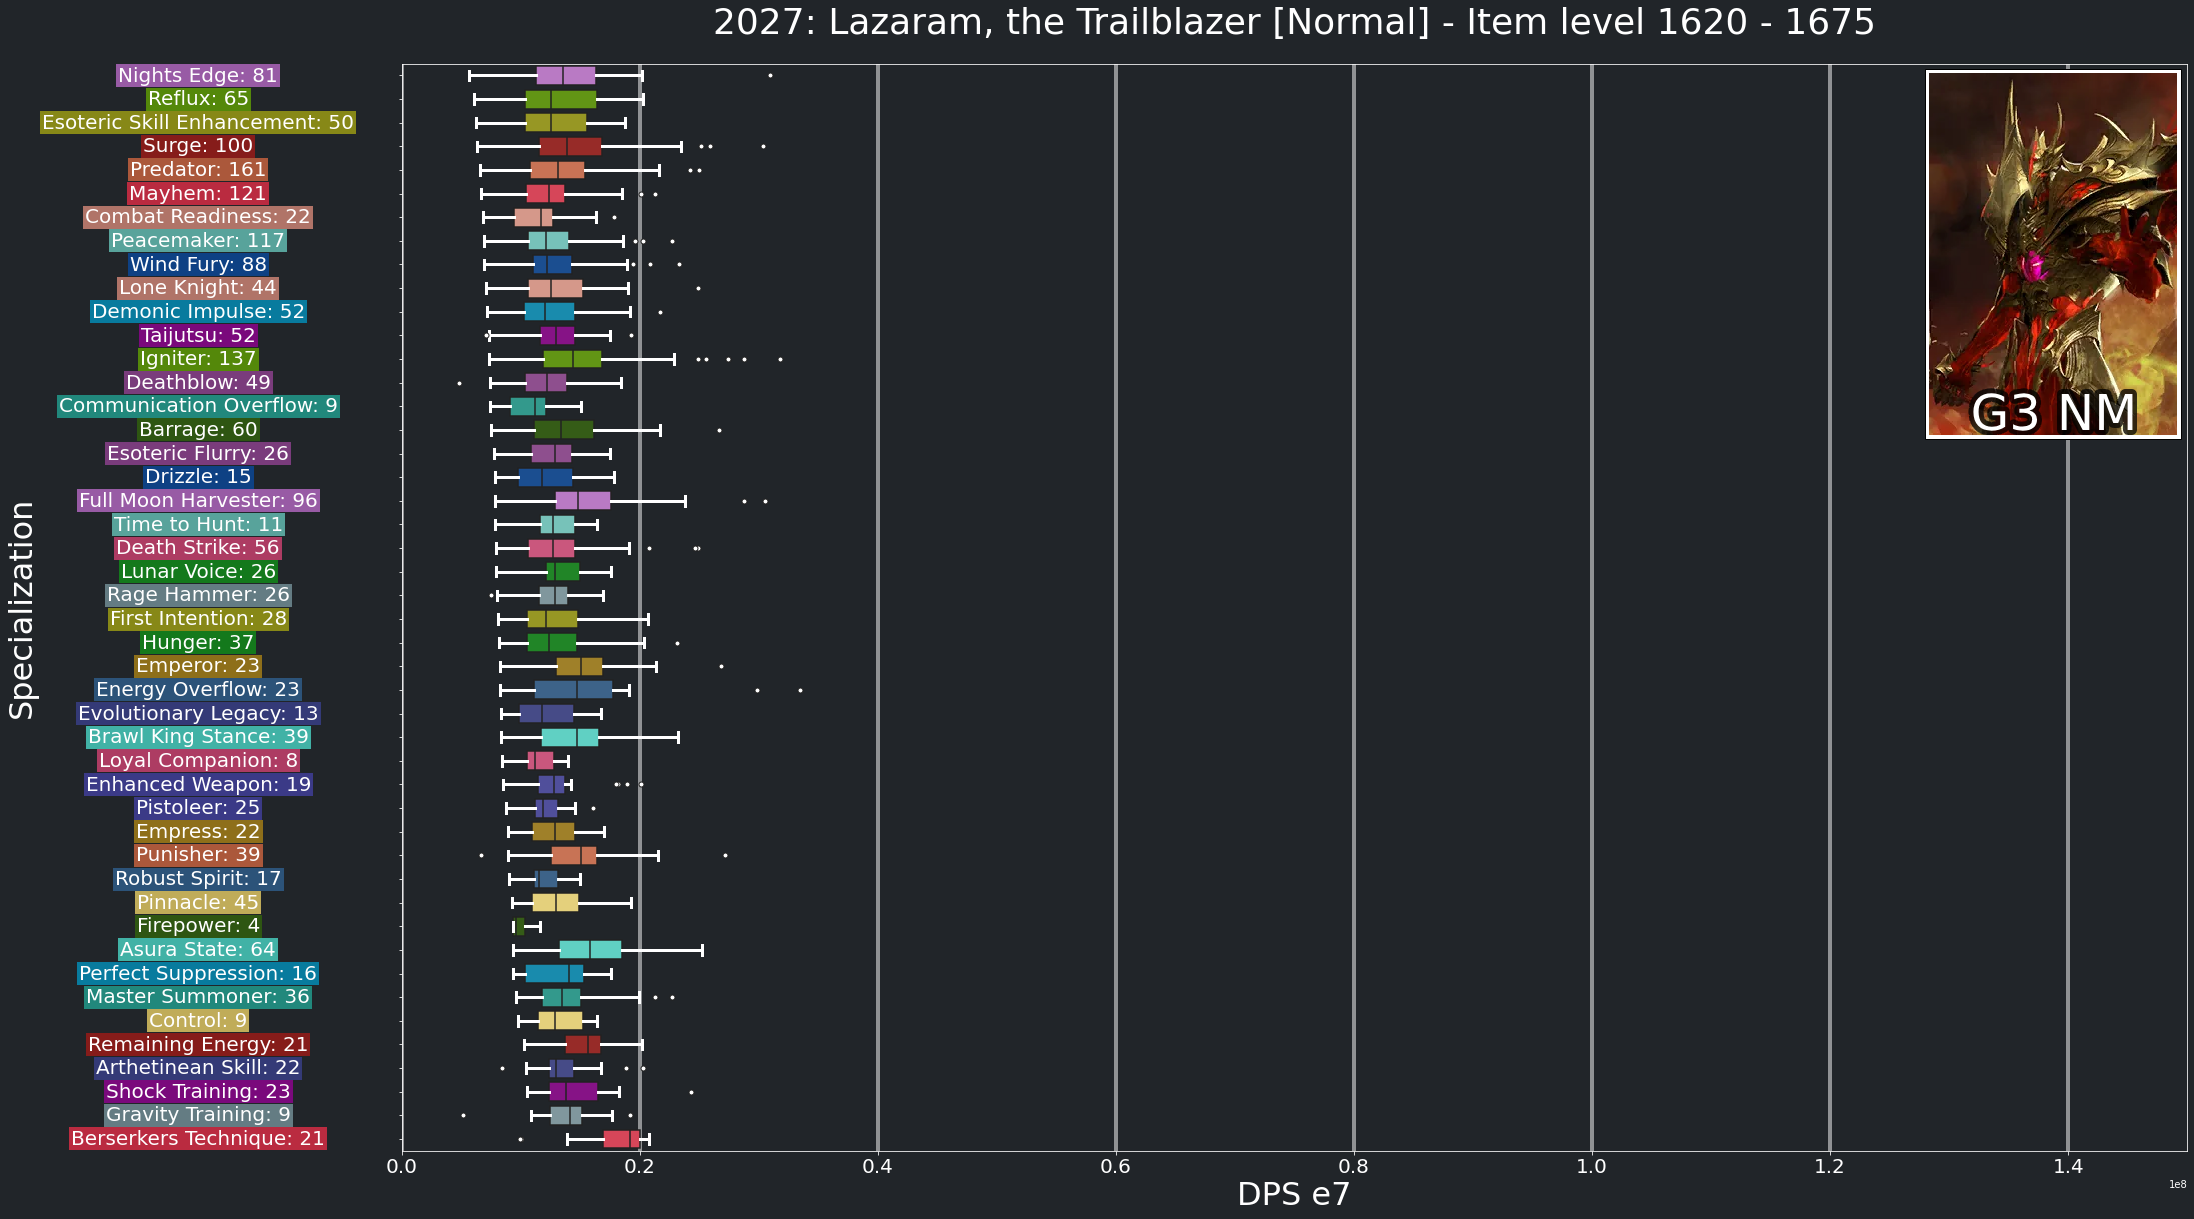 2027: Lazaram, the Trailblazer [Normal] - Item level 1620 - 1675
Nights Edge: 81
Reflux: 65
Esoteric Skill Enhancement: 50
Surge: 100
Predator: 161
Mayhem: 121
Combat Readiness: 22
Peacemaker: 117
Wind Fury: 88
Lone Knight: 44
Demonic Impulse: 52
Taijutsu: 52
Igniter: 137
Deathblow: 49
Communication Overflow: 9
Barrage: 60
Esoteric Flurry: 26
Drizzle: 15
Full Moon Harvester: 96
Time to Hunt: 11
Death Strike: 56
Lunar Voice: 26
Rage Hammer: 26
First Intention: 28
Hunger: 37
Emperor: 23
Energy Overflow: 23
Evolutionary Legacy: 13
Brawl King Stance: 39
Loyal Companion: 8
Enhanced Weapon: 19
Pistoleer: 25
Empress: 22
Punisher: 39
Robust Spirit: 17
Pinnacle: 45
Firepower: 4
Asura State: 64
Perfect Suppression: 16
Master Summoner: 36
Control: 9
Remaining Energy: 21
Arthetinean Skill: 22
Shock Training: 23
Gravity Training: 9
Berserkers Technique: 21
Specialization
G3 NM
0.0 0.2 0.4 0.6 0.8 1.0 1.2 1.4
1e8
DPS e7